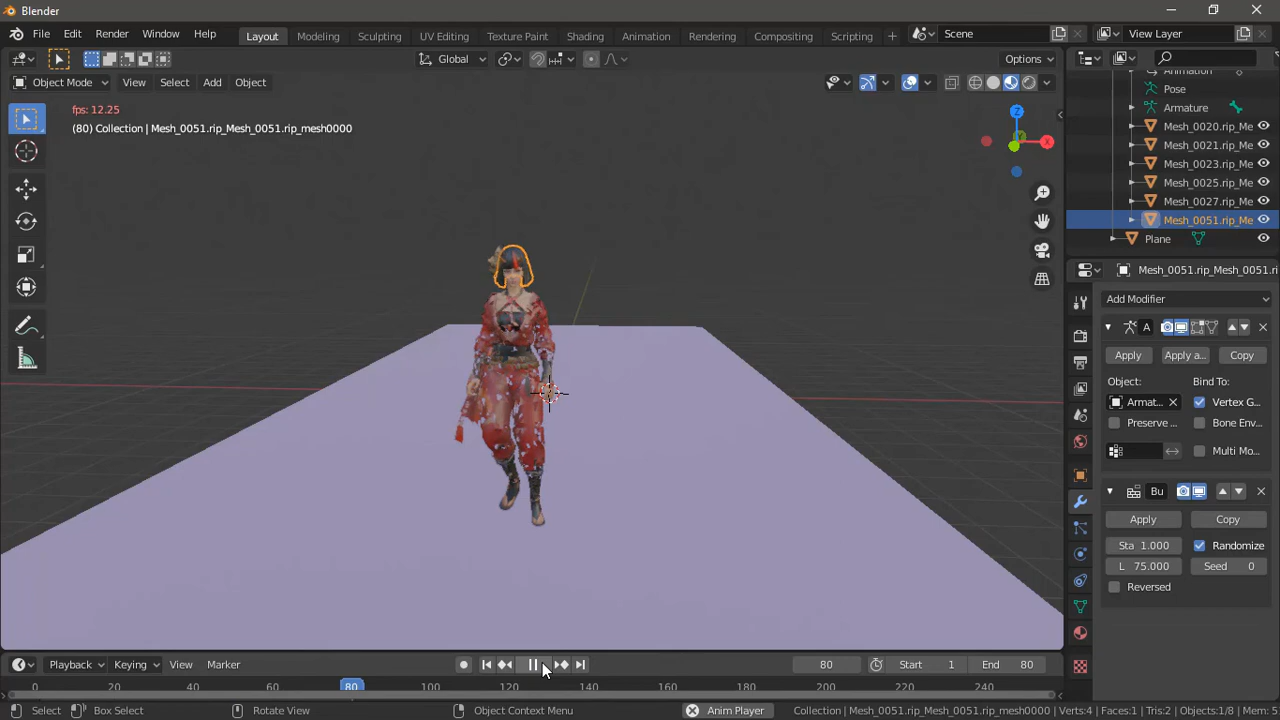 Blender
File Edit Render Window Help
Layout Modeling Sculpting UV Editing Texture Paint Shading Animation Rendering Compositing Scripting
Scene
View Layer
Global
Options
Object Mode View Select Add Object
fps: 12.25
(80) Collection | Mesh_0051.rip_Mesh_0051.rip_mesh0000
Z
X
Y
Animation
Pose
Armature
Mesh_0020.rip_Me
Mesh_0021.rip_Me
Mesh_0023.rip_Me
Mesh_0025.rip_Me
Mesh_0027.rip_Me
Mesh_0051.rip_Me
Plane
Mesh_0051.rip_Mesh_0051.ri
Add Modifier
A
Apply Apply a... Copy
Object: Bind To:
Armat... Vertex G...
Preserve ... Bone Env...
Multi Mo...
Bu
Apply Copy
Sta 1.000 Randomize
L 75.000 Seed 0
Reversed
Playback Keying View Marker
80 Start 1 End 80
0 20 40 60 80 100 120 140 160 180 200 220 240
Select Box Select Rotate View Object Context Menu Anim Player Collection | Mesh_0051.rip_Mesh_0051.rip_mesh0000 | Verts:4 | Faces:1 | Tris:2 | Objects:1/8 | Mem: 5